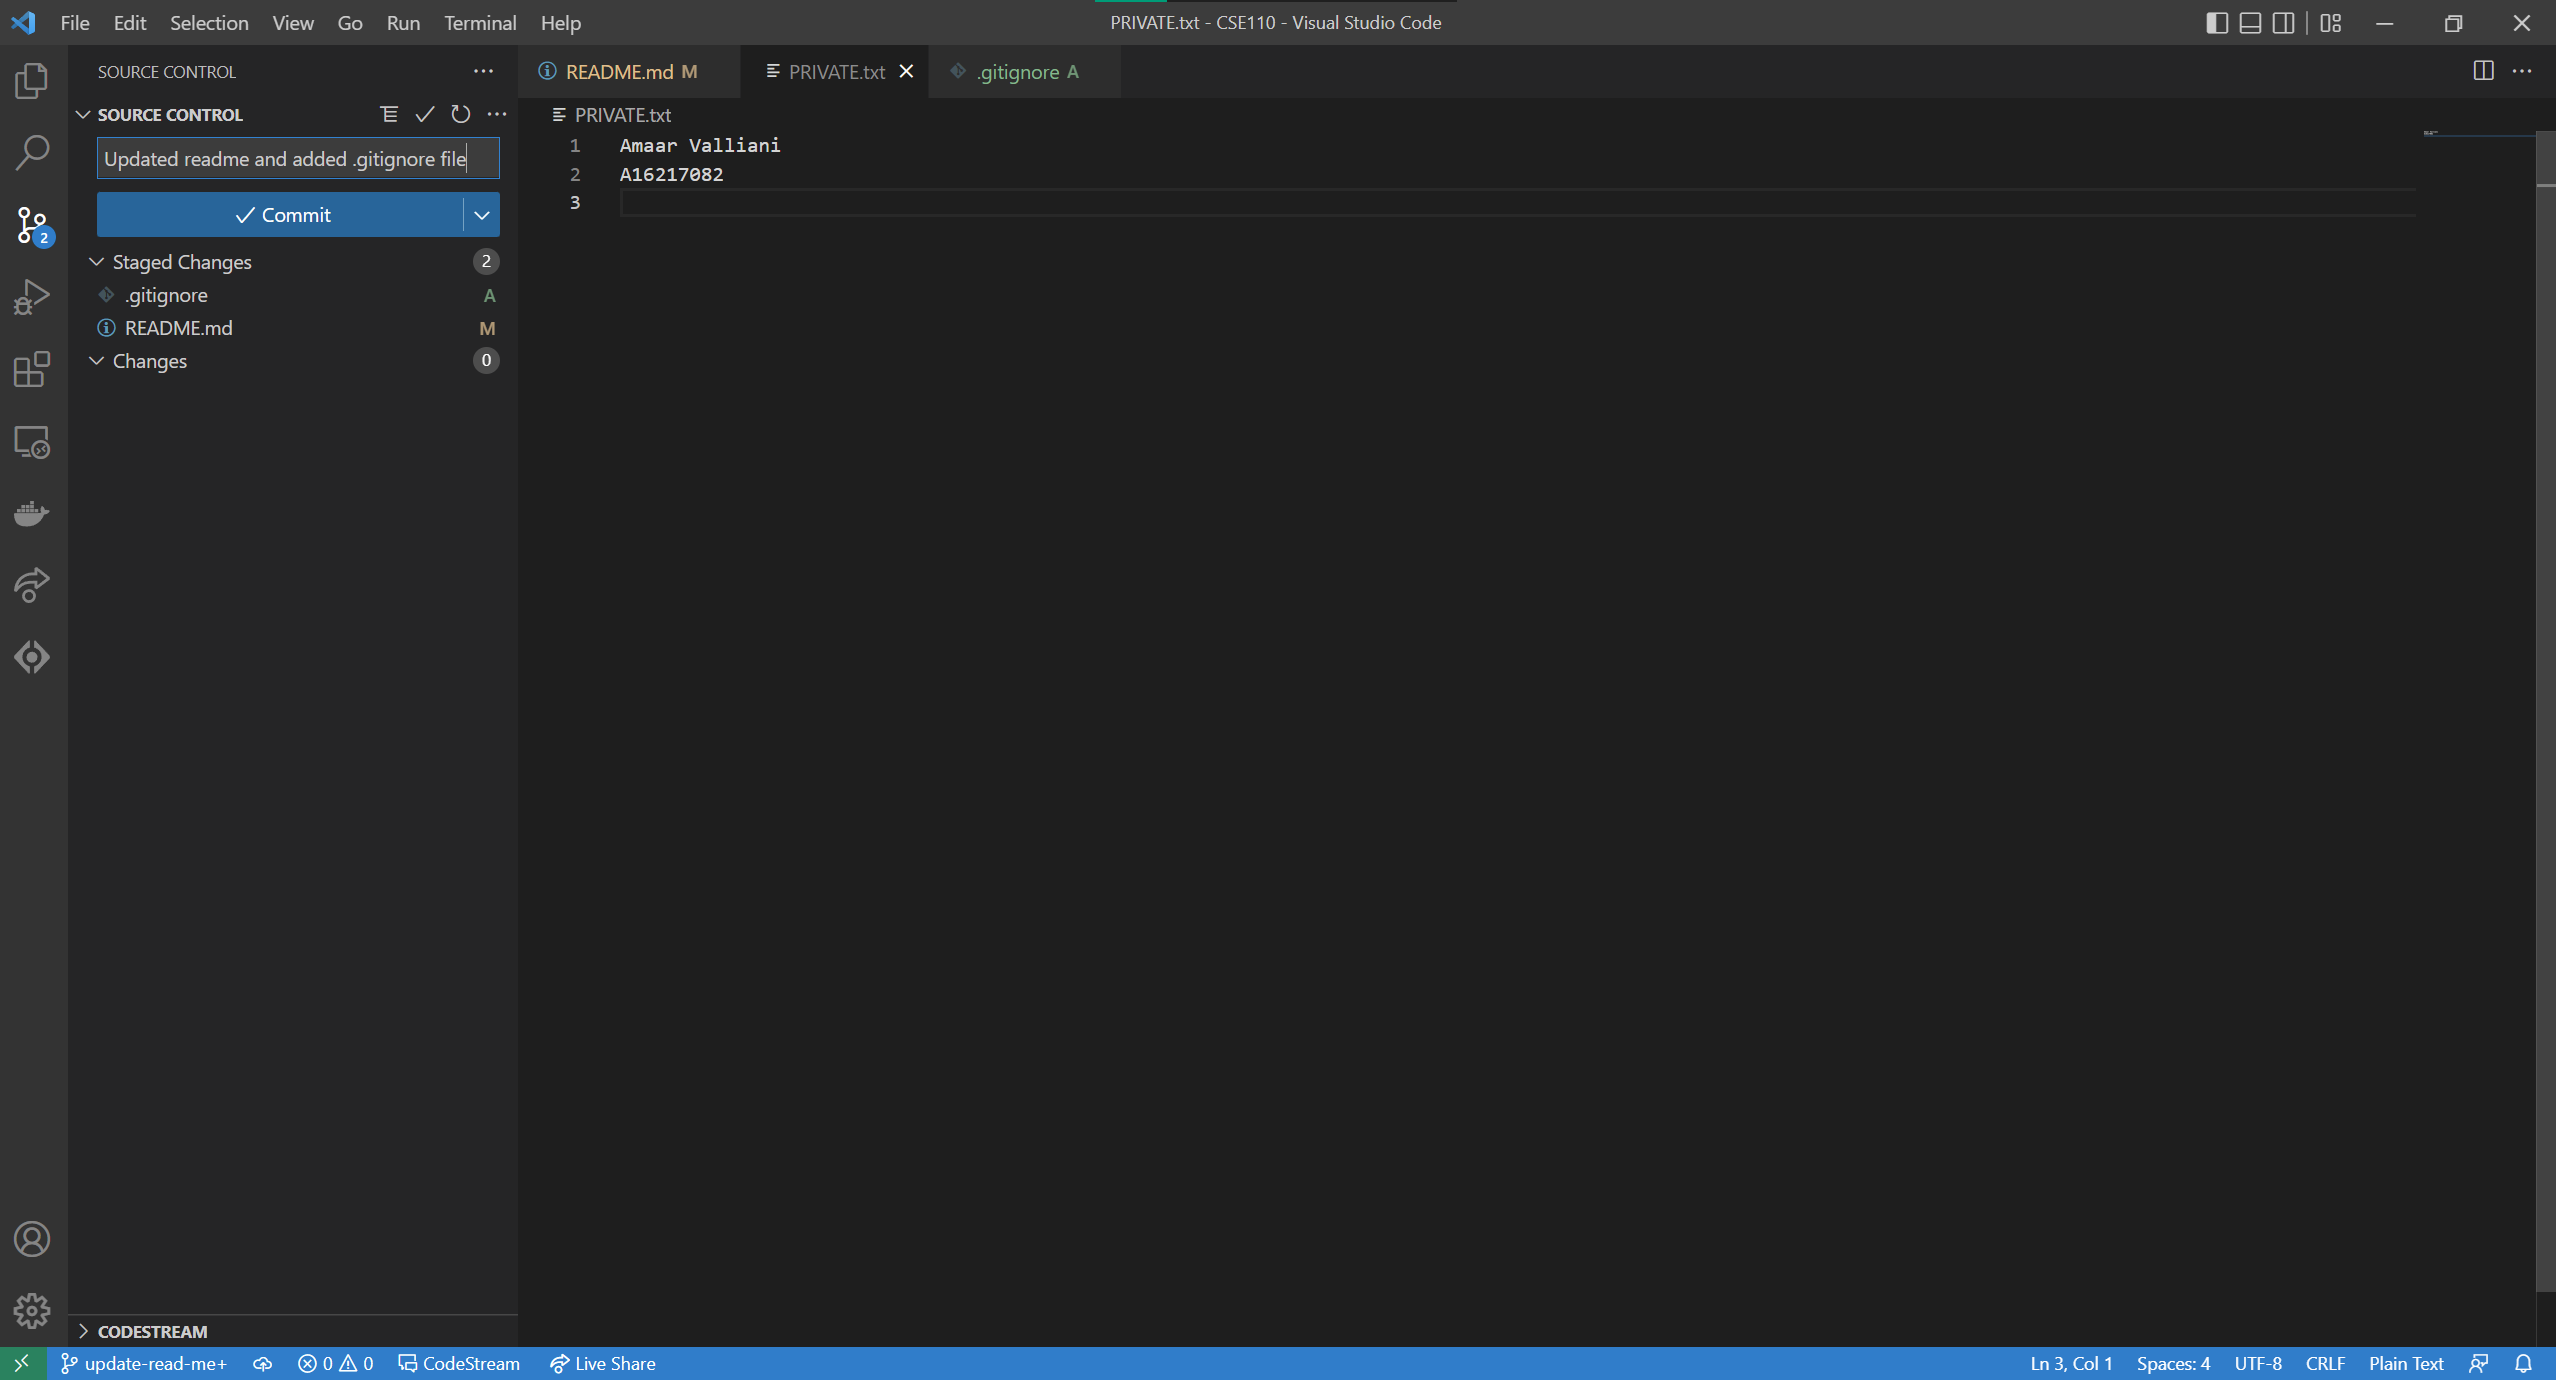 File Edit Selection View Go Run Terminal Help
PRIVATE.txt - CSE110 - Visual Studio Code
SOURCE CONTROL
SOURCE CONTROL
Updated readme and added .gitignore file
Commit
Staged Changes 2
.gitignore A
README.md M
Changes 0
CODESTREAM
README.md M
PRIVATE.txt
.gitignore A
PRIVATE.txt
1 Amaar Valliani
2 A16217082
3
2
update-read-me+ 0 0 CodeStream Live Share
Ln 3, Col 1 Spaces: 4 UTF-8 CRLF Plain Text